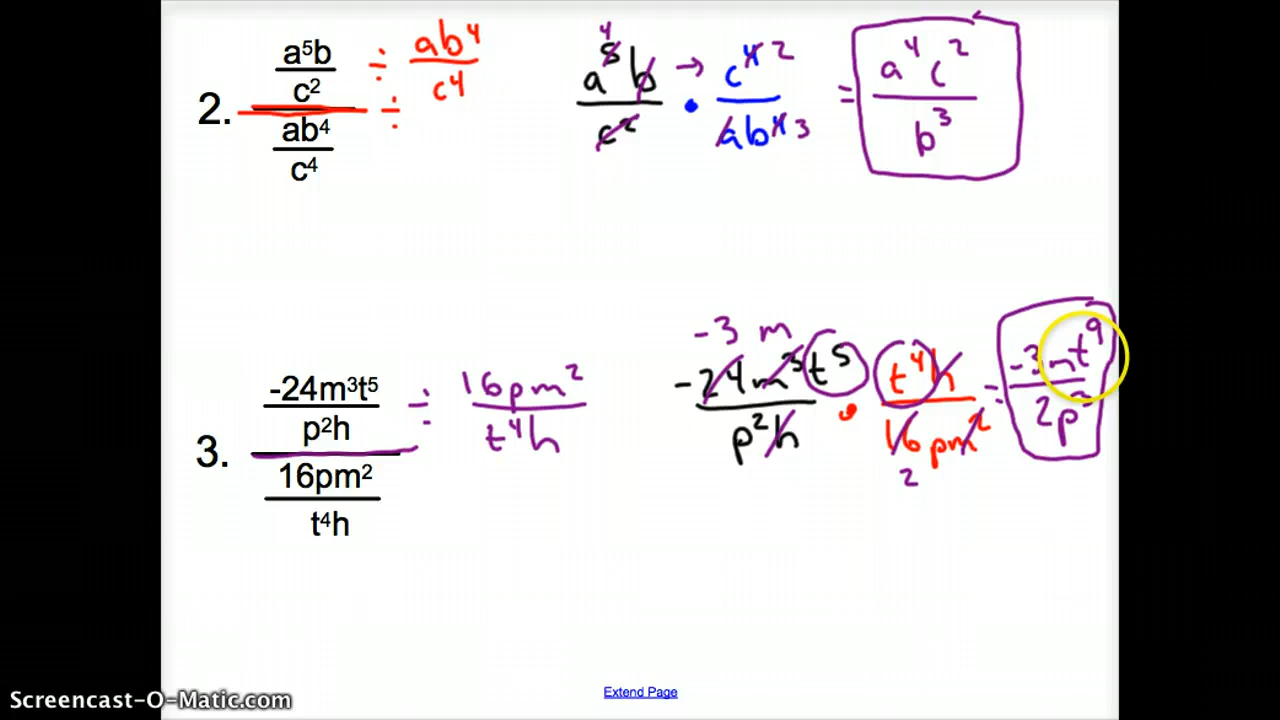 2. a⁵b / c² ÷ ab⁴ / c⁴
ab⁴ / c⁴ ÷
a⁵b / c² → • c⁴ / ab⁴ = a⁴c² / b³
4 2 3
3. -24m³t⁵ / p²h ÷ 16pm² / t⁴h
16pm² / t⁴h
-3 m
-24m³t⁵ / p²h • t⁴h / 16pm² = -3mt⁹ / 2p³
2
Extend Page
Screencast-O-Matic.com